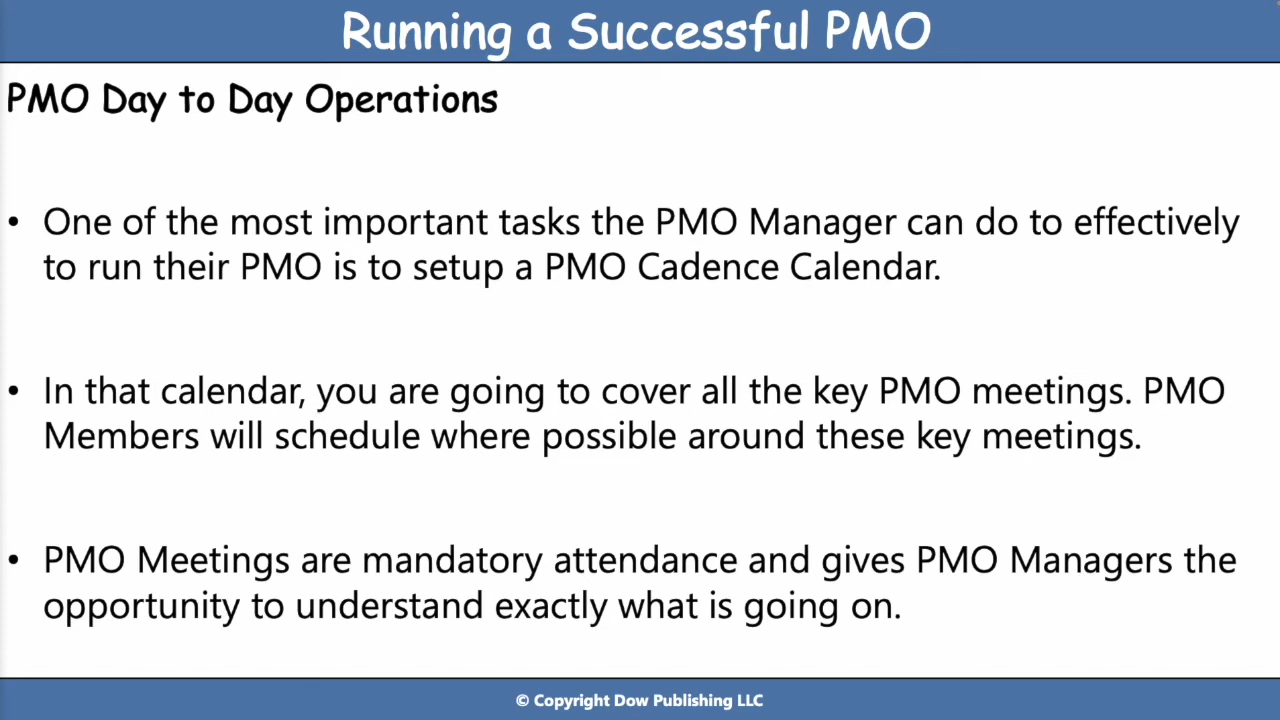 Running a Successful PMO
PMO Day to Day Operations
• One of the most important tasks the PMO Manager can do to effectively
to run their PMO is to setup a PMO Cadence Calendar.
• In that calendar, you are going to cover all the key PMO meetings. PMO
Members will schedule where possible around these key meetings.
• PMO Meetings are mandatory attendance and gives PMO Managers the
opportunity to understand exactly what is going on.
© Copyright Dow Publishing LLC